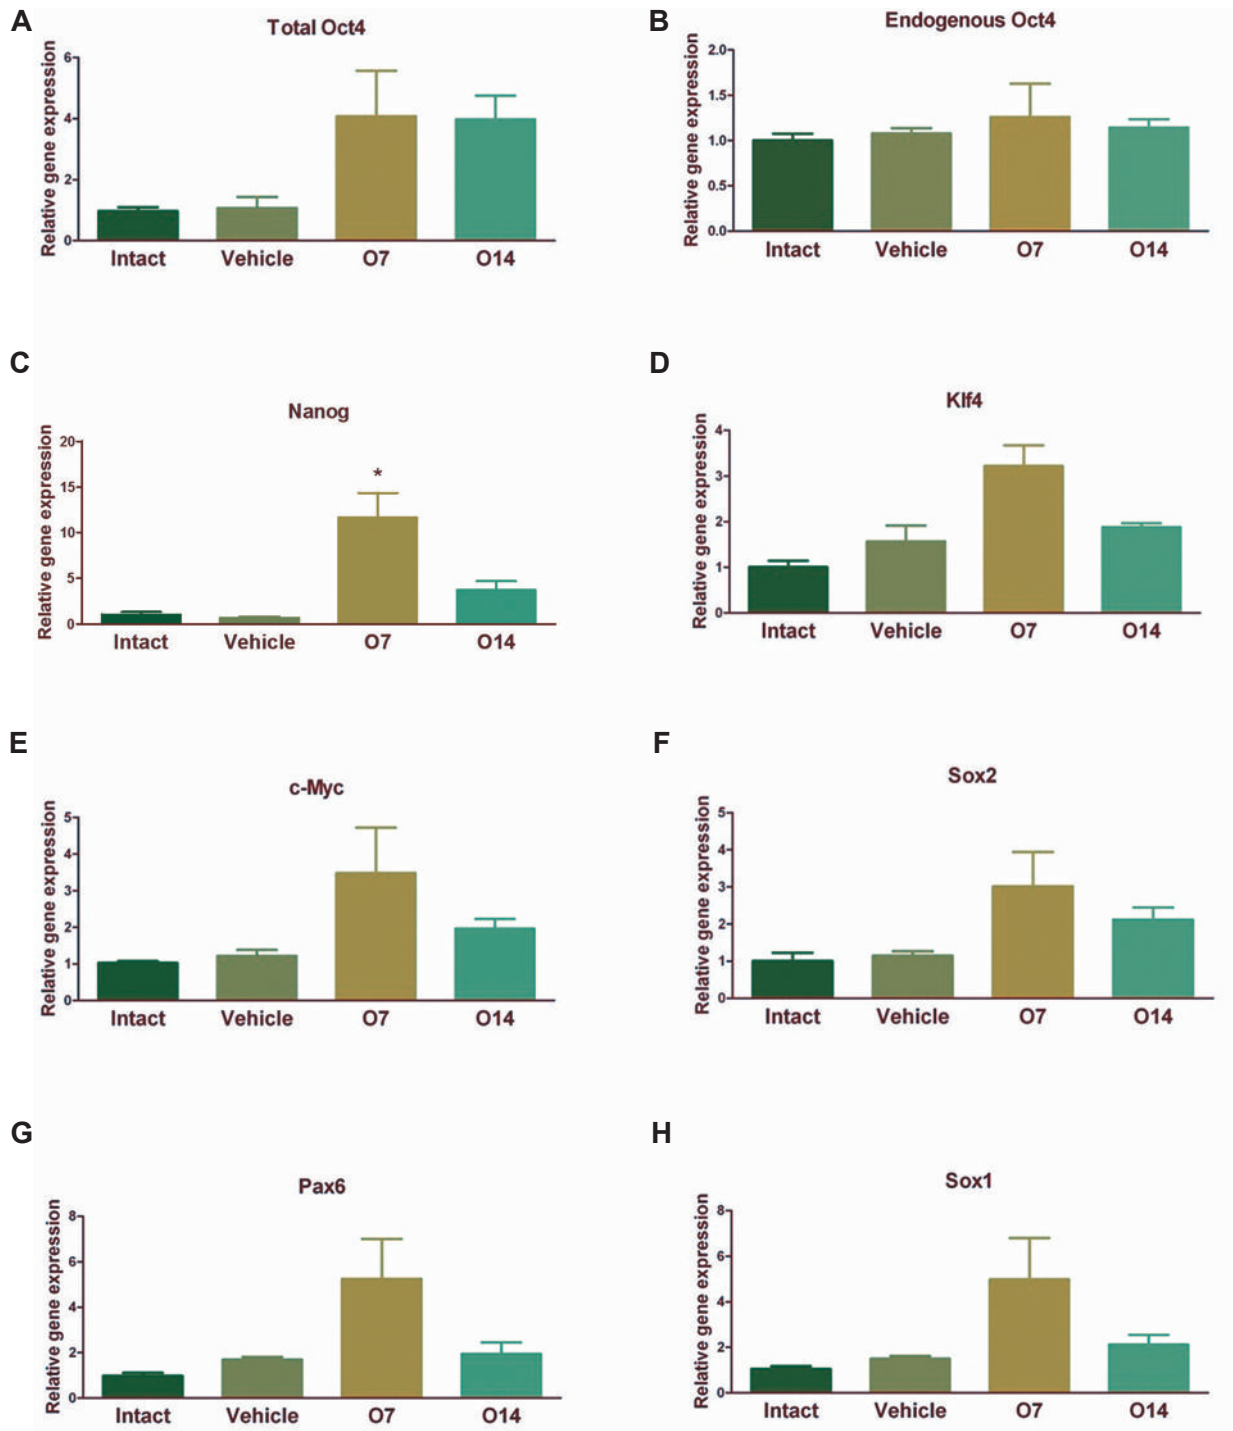 A
Total Oct4
Relative gene expression
6
4
2
0
Intact Vehicle O7 O14
B
Endogenous Oct4
Relative gene expression
2.0
1.5
1.0
0.5
0.0
Intact Vehicle O7 O14
C
Nanog
Relative gene expression
20
15
10
5
0
*
Intact Vehicle O7 O14
D
Klf4
Relative gene expression
4
3
2
1
0
Intact Vehicle O7 O14
E
c-Myc
Relative gene expression
5
4
3
2
1
0
Intact Vehicle O7 O14
F
Sox2
Relative gene expression
5
4
3
2
1
0
Intact Vehicle O7 O14
G
Pax6
Relative gene expression
8
6
4
2
0
Intact Vehicle O7 O14
H
Sox1
Relative gene expression
8
6
4
2
0
Intact Vehicle O7 O14